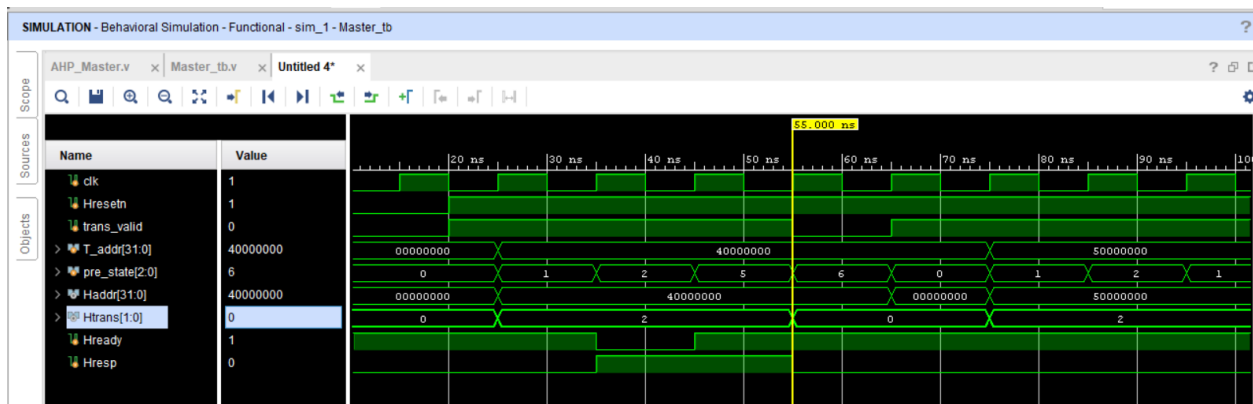 SIMULATION - Behavioral Simulation - Functional - sim_1 - Master_tb ?
AHP_Master.v × Master_tb.v × Untitled 4* × ?
Scope
Sources
Objects
55.000 ns
Name Value 20 ns 30 ns 40 ns 50 ns 60 ns 70 ns 80 ns 90 ns 10
clk 1
Hresetn 1
trans_valid 0
> T_addr[31:0] 40000000 00000000 40000000 50000000
> pre_state[2:0] 6 0 1 2 5 6 0 1 2 1
> Haddr[31:0] 40000000 00000000 40000000 00000000 50000000
> Htrans[1:0] 0 0 2 0 2
Hready 1
Hresp 0